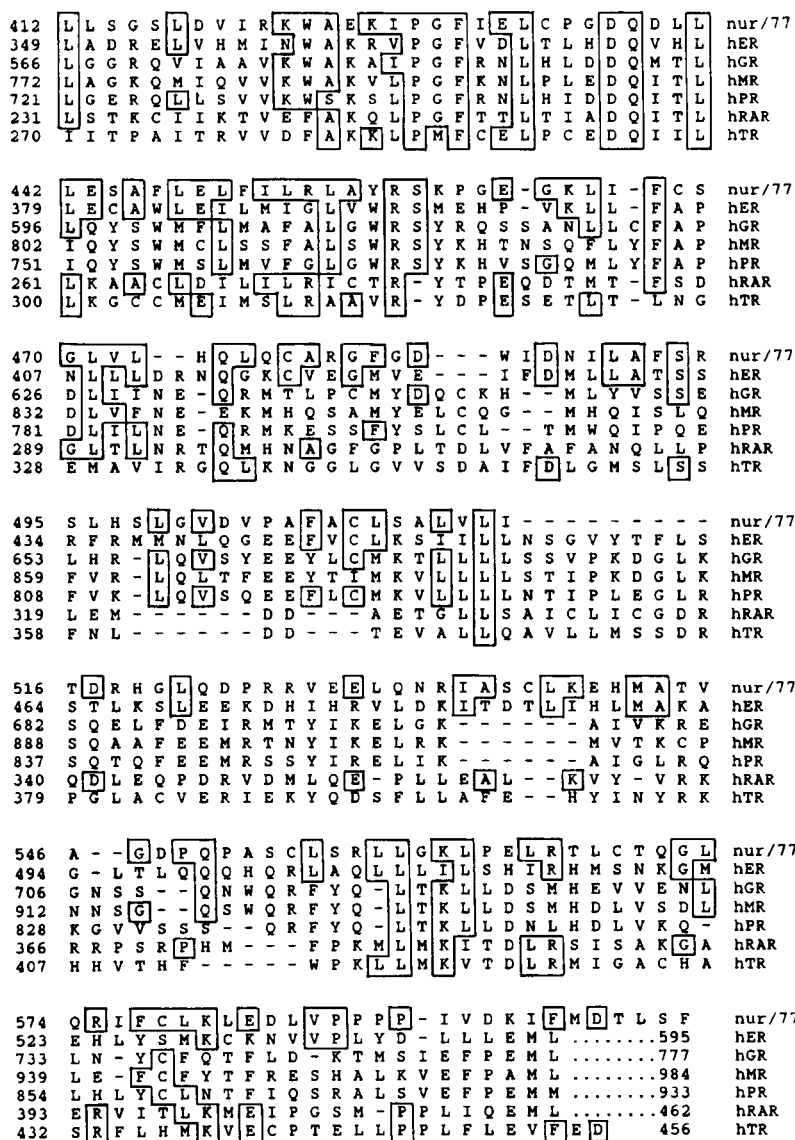 412 L L S G S L D V I R K W A E K I P G F I E L C P G D Q D L L nur/77
349 L A D R E L V H M I N W A K R V P G F V D L T L H D Q V H L hER
566 L G G R Q V I A A V K W A K A I P G F R N L H L D D Q M T L hGR
772 L A G K Q M I Q V V K W A K V L P G F K N L P L E D Q I T L hMR
721 L G E R Q L L S V V K W S K S L P G F R N L H I D D Q I T L hPR
231 L S T K C I I K T V E F A K Q L P G F T T L T I A D Q I T L hRAR
270 I I T P A I T R V V D F A K K L P M F C E L P C E D Q I I L hTR
442 L E S A F L E L F I L R L A Y R S K P G E - G K L I - F C S nur/77
379 L E C A W L E I L M I G L V W R S M E H P - V K L L - F A P hER
596 L Q Y S W M F L M A F A L G W R S Y R Q S S A N L L C F A P hGR
802 I Q Y S W M C L S S F A L S W R S Y K H T N S Q F L Y F A P hMR
751 I Q Y S W M S L M V F G L G W R S Y K H V S G Q M L Y F A P hPR
261 L K A A C L D I L I L R I C T R - Y T P E Q D T M T - F S D hRAR
300 L K G C C M E I M S L R A A V R - Y D P E S E T L T - L N G hTR
470 G L V L - - H Q L Q C A R G F G D - - - W I D N I L A F S R nur/77
407 N L L L D R N Q G K C V E G M V E - - - I F D M L L A T S S hER
626 D L I I N E - Q R M T L P C M Y D Q C K H - - M L Y V S S E hGR
832 D L V F N E - E K M H Q S A M Y E L C Q G - - M H Q I S L Q hMR
781 D L I L N E - Q R M K E S S F Y S L C L - - T M W Q I P Q E hPR
289 G L T L N R T Q M H N A G F G P L T D L V F A F A N Q L L P hRAR
328 E M A V I R G Q L K N G G L G V V S D A I F D L G M S L S S hTR
495 S L H S L G V D V P A F A C L S A L V L I - - - - - - - - - nur/77
434 R F R M M N L Q G E E F V C L K S I I L L N S G V Y T F L S hER
653 L H R - L Q V S Y E E Y L C M K T L L L L S S V P K D G L K hGR
859 F V R - L Q L T F E E Y T I M K V L L L L S T I P K D G L K hMR
808 F V K - L Q V S Q E E F L C M K V L L L L N T I P L E G L R hPR
319 L E M - - - - - D D - - A E T G L L S A I C L I C G D R hRAR
358 F N L - - - - - - D D - - T E V A L L Q A V L L M S S D R hTR
516 T D R H G L Q D P R R V E E L Q N R I A S C L K E H M A T V nur/77
464 S T L K S L E E K D H I H R V L D K I T D T L I H L M A K A hER
682 S Q E L F D E I R M T Y I K E L G K - - - - - - A I V K R E hGR
888 S Q A A F E E M R T N Y I K E L R K - - - - - - M V T K C P hMR
837 S Q T Q F E E M R S S Y I R E L I K - - - - - - A I G L R Q hPR
340 Q D L E Q P D R V D M L Q E - P L L E A L - - K V Y - V R K hRAR
379 P G L A C V E R I E K Y Q D S F L L A F E - - H Y I N Y R K hTR
546 A - - G D P Q P A S C L S R L L G K L P E L R T L C T Q G L nur/77
494 G - L T L Q Q Q H Q R L A Q L L L I L S H I R H M S N K G M hER
706 G N S S - - Q N W Q R F Y Q - L T K L L D S M H E V V E N L hGR
912 N N S G - - Q S W Q R F Y Q - L T K L L D S M H D L V S D L hMR
828 K G V V S S S - Q R F Y Q - L T K L L D N L H D L V K Q - hPR
366 R R P S R P H M - - F P K M L M K I T D L R S I S A K G A hRAR
407 H H V T H F - - - - - W P K L L M K V T D L R M I G A C H A hTR
574 Q R I F C L K L E D L V P P P P - I V D K I F M D T L S F nur/77
523 E H L Y S M K C K N V V P L Y D - L L L E M L ........595 hER
733 L N - Y C F Q T F L D - K T M S I E F P E M L ........777 hGR
939 L E - F C F Y T F R E S H A L K V E F P A M L ........984 hMR
854 L H L Y C L N T F I Q S R A L S V E F P E M M ........933 hPR
393 E R V I T L K M E I P G S M - P P L I Q E M L ........462 hRAR
432 S R F L H M K V E C P T E L L P P L F L E V F E D 456 hTR